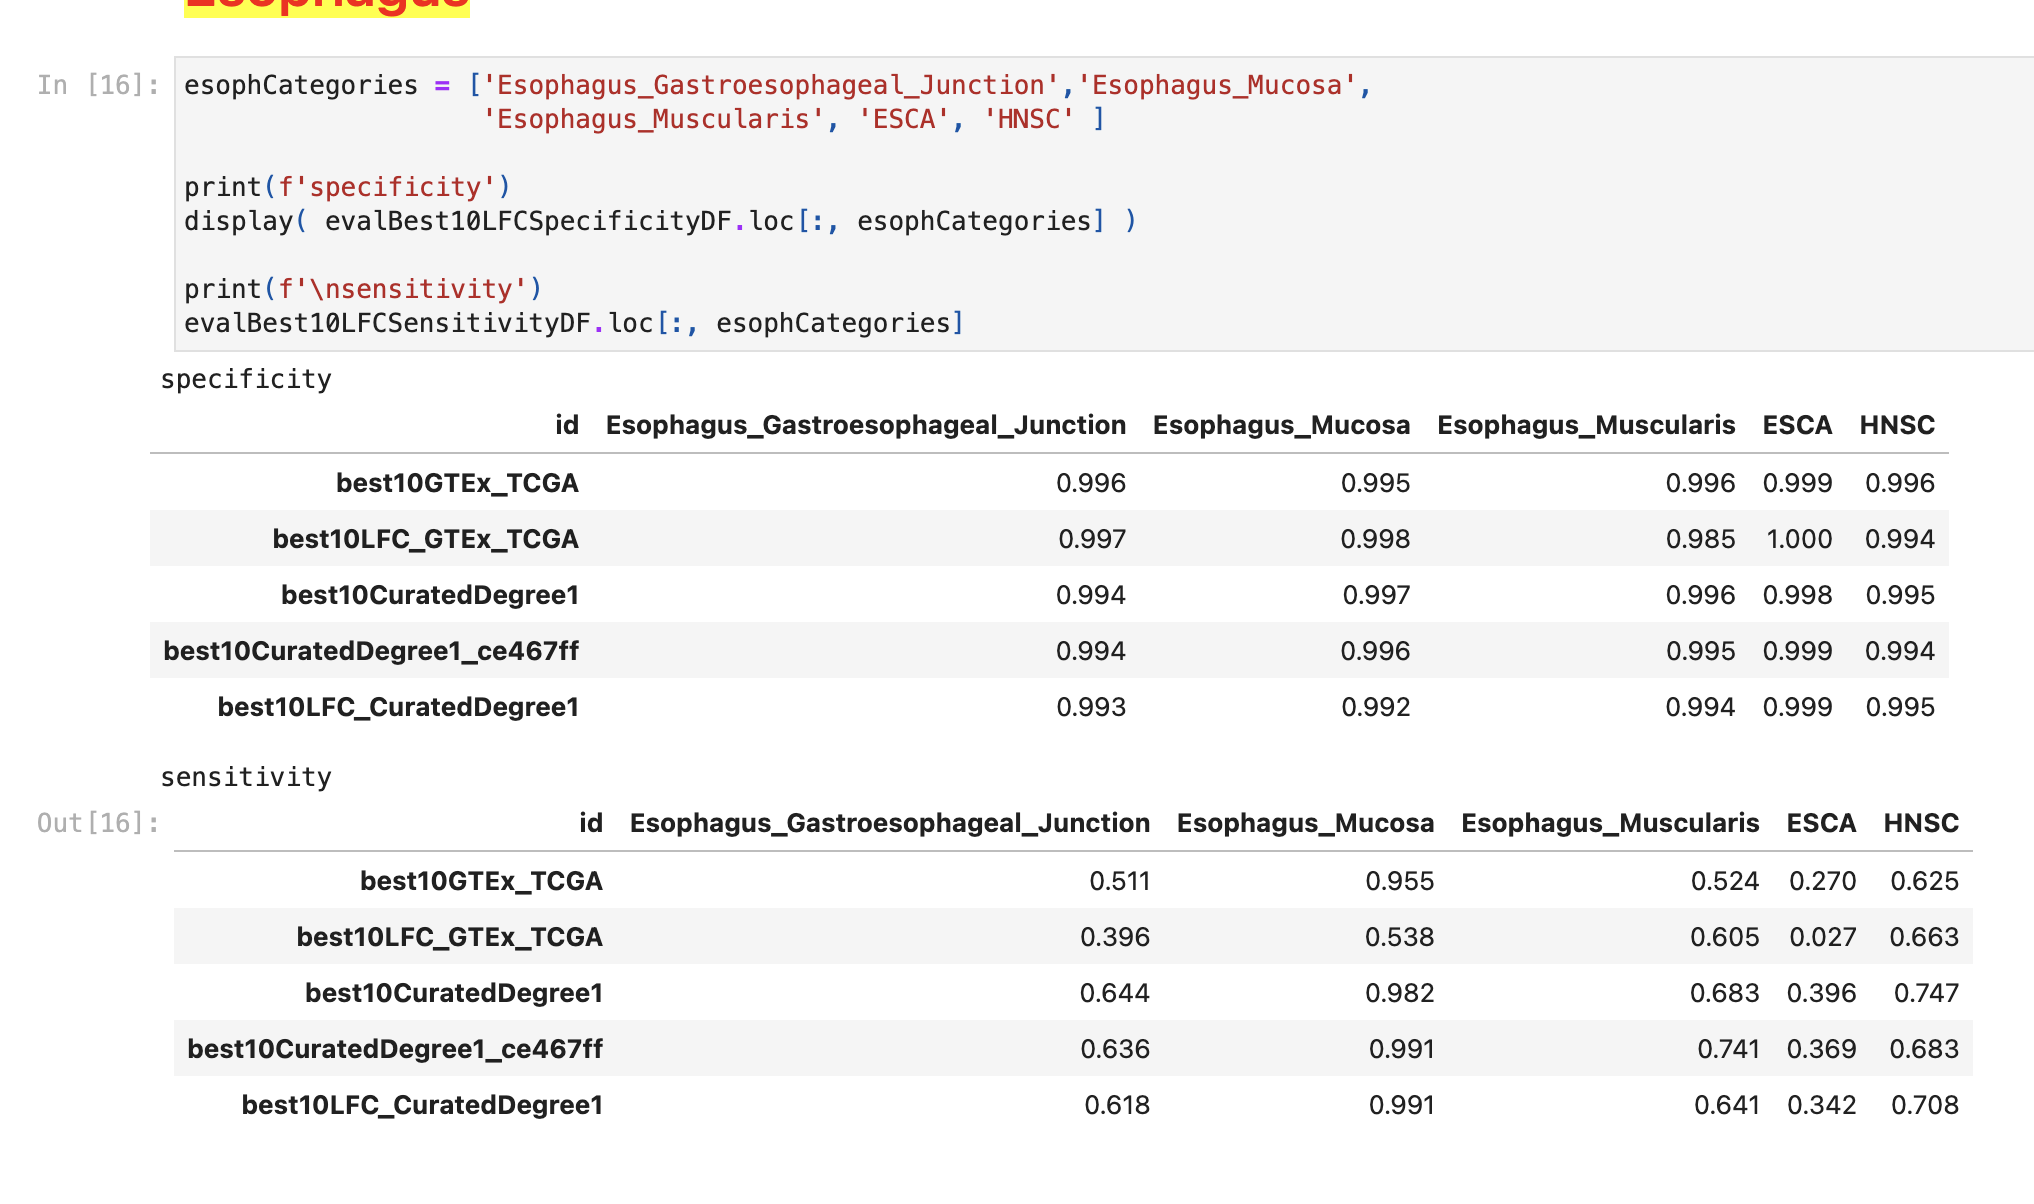 Esophagus
In [16]: esophCategories = ['Esophagus_Gastroesophageal_Junction','Esophagus_Mucosa',
'Esophagus_Muscularis', 'ESCA', 'HNSC' ]
print(f'specificity')
display( evalBest10LFCSpecificityDF.loc[:, esophCategories] )
print(f'\nsensitivity')
evalBest10LFCSensitivityDF.loc[:, esophCategories]
specificity
id Esophagus_Gastroesophageal_Junction Esophagus_Mucosa Esophagus_Muscularis ESCA HNSC
best10GTEx_TCGA 0.996 0.995 0.996 0.999 0.996
best10LFC_GTEx_TCGA 0.997 0.998 0.985 1.000 0.994
best10CuratedDegree1 0.994 0.997 0.996 0.998 0.995
best10CuratedDegree1_ce467ff 0.994 0.996 0.995 0.999 0.994
best10LFC_CuratedDegree1 0.993 0.992 0.994 0.999 0.995
sensitivity
Out[16]: id Esophagus_Gastroesophageal_Junction Esophagus_Mucosa Esophagus_Muscularis ESCA HNSC
best10GTEx_TCGA 0.511 0.955 0.524 0.270 0.625
best10LFC_GTEx_TCGA 0.396 0.538 0.605 0.027 0.663
best10CuratedDegree1 0.644 0.982 0.683 0.396 0.747
best10CuratedDegree1_ce467ff 0.636 0.991 0.741 0.369 0.683
best10LFC_CuratedDegree1 0.618 0.991 0.641 0.342 0.708